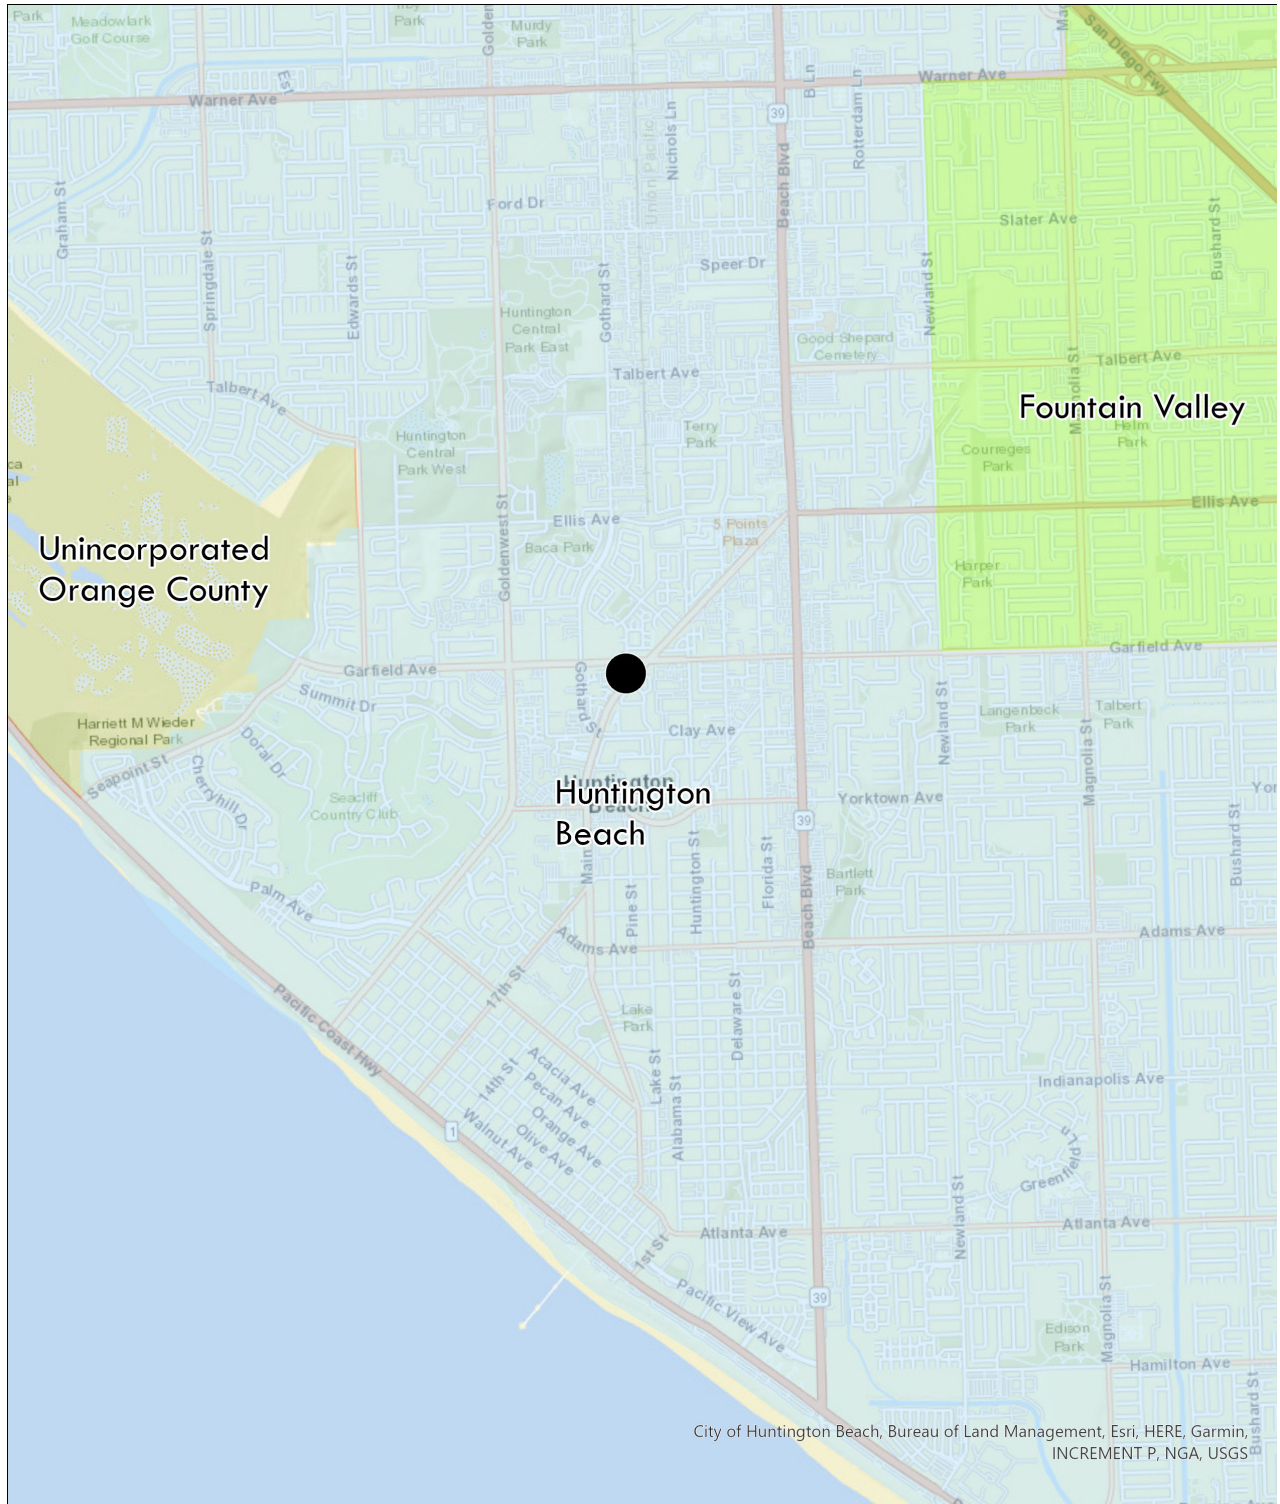 Park
Meadowlark
Golf Course
Park
Murdy
Park
San Diego Fwy
Warner Ave
Warner Ave
B Ln
Rotterdam Ln
39
Nichols Ln
Union Pacific
Beach Blvd
Graham St
Springdale St
Edwards St
Ford Dr
Slater Ave
Bushard St
Speer Dr
Gothard St
Newland St
Huntington
Central
Park East
Good Shepard
Cemetery
Talbert Ave
Talbert Ave
Talbert Ave
Magnolia St
Fountain Valley
Helm
Park
Terry
Park
Huntington
Central
Park West
Courreges
Park
ca
al
e
Goldenwest St
Ellis Ave
Ellis Ave
5 Points
Plaza
Baca Park
Unincorporated
Orange County
Harper
Park
Garfield Ave
Garfield Ave
Summit Dr
Gothard St
Newland St
Langenbeck
Park
Talbert
Park
Harriett M Wieder
Regional Park
Clay Ave
Doral Dr
Seapoint St
Cherryhill Dr
Magnolia St
Seacliff
Country Club
Huntington
Beach
Huntington
Beach
Yorktown Ave
Yor
39
Bushard St
Main
Huntington St
Florida St
Bartlett
Park
Palm Ave
Pine St
Beach Blvd
Adams Ave
Adams Ave
17th St
Pacific Coast Hwy
Lake
Park
Delaware St
Acacia Ave
14th St
Pecan Ave
Lake St
Indianapolis Ave
Orange Ave
Alabama St
1
Walnut Ave
Olive Ave
Greenfield Ln
Newland St
Atlanta Ave
Atlanta Ave
1st St
Pacific View Ave
39
Magnolia St
Edison
Park
Hamilton Ave
Bushard St
City of Huntington Beach, Bureau of Land Management, Esri, HERE, Garmin,
INCREMENT P, NGA, USGS